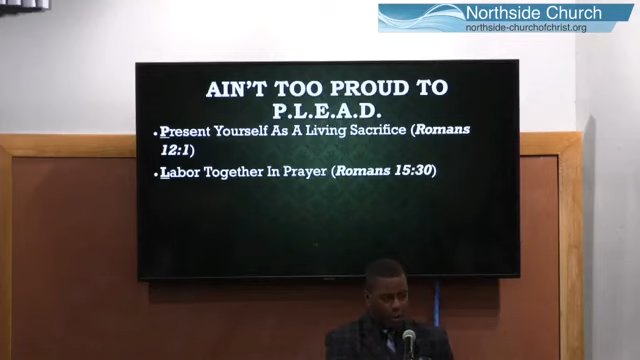 Northside Church
northside-churchofchrist.org
AIN'T TOO PROUD TO
P.L.E.A.D.
•Present Yourself As A Living Sacrifice (Romans
12:1)
•Labor Together In Prayer (Romans 15:30)